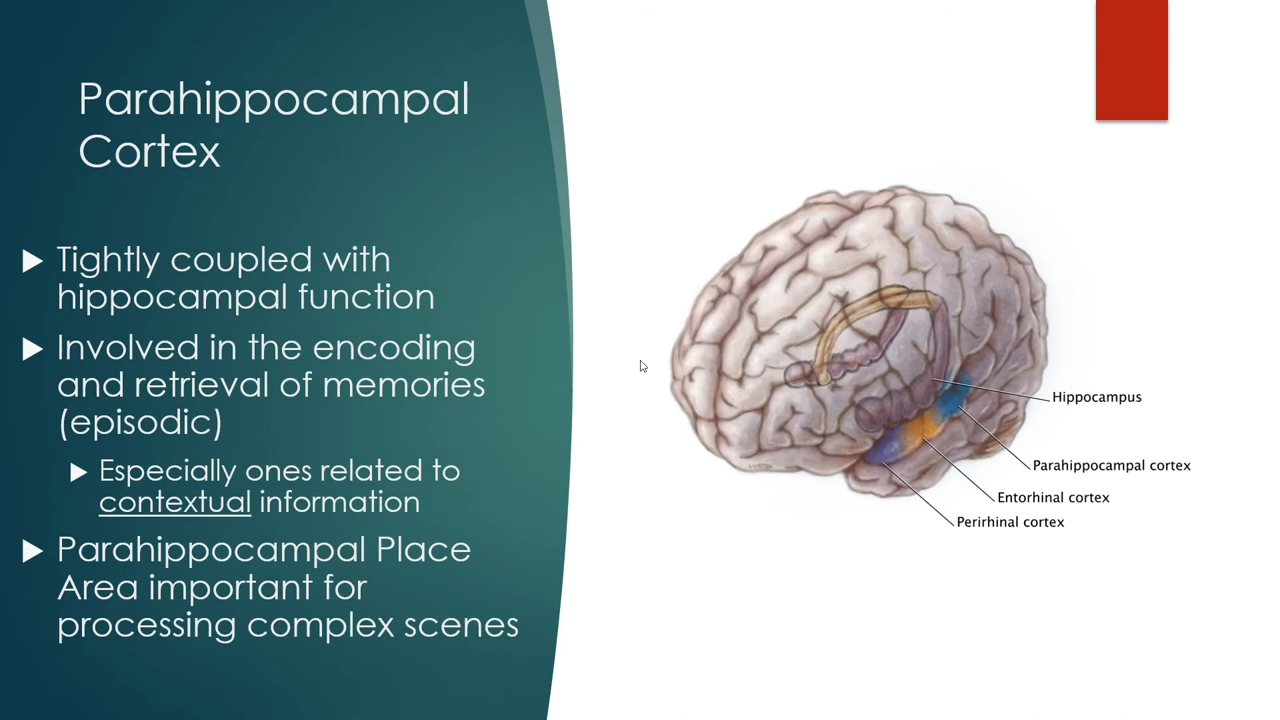 Parahippocampal
Cortex
Tightly coupled with
hippocampal function
Involved in the encoding
and retrieval of memories
(episodic)
Especially ones related to
contextual information
Parahippocampal Place
Area important for
processing complex scenes
Hippocampus
Parahippocampal cortex
Entorhinal cortex
Perirhinal cortex